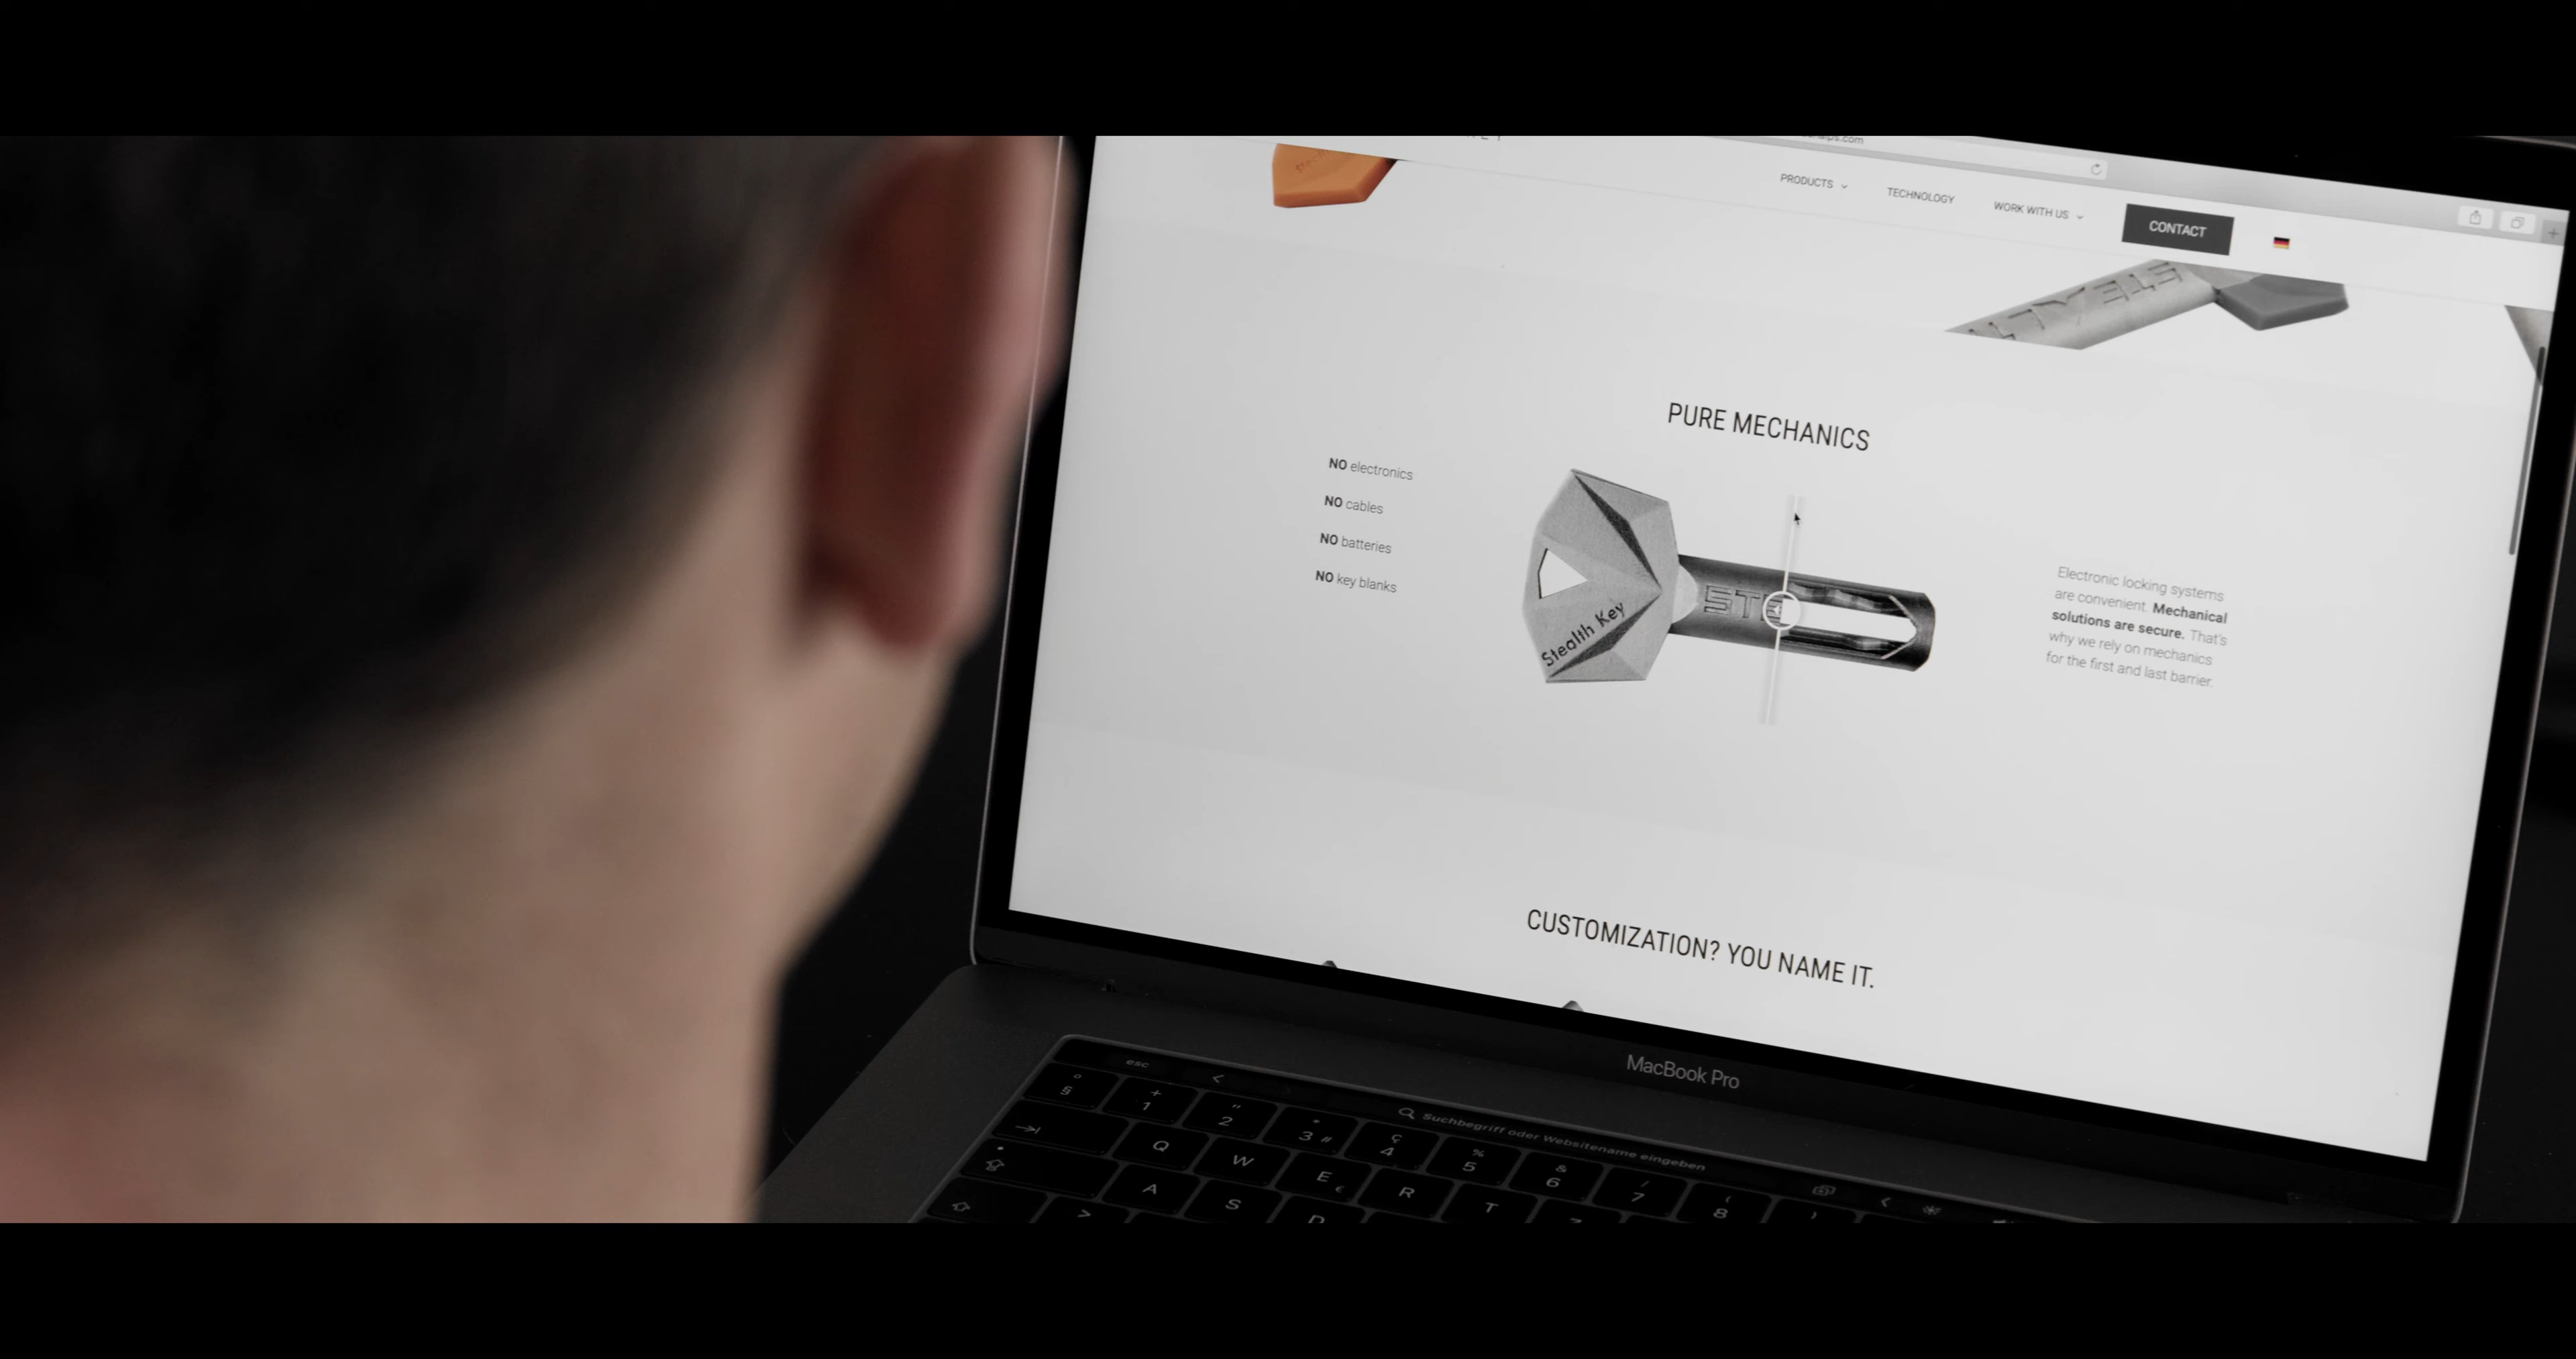 PRODUCTS
TECHNOLOGY
WORK WITH US
CONTACT
PURE MECHANICS
NO electronics
NO cables
NO batteries
NO key blanks
Stealth Key
Electronic locking systems
are convenient. Mechanical
solutions are secure. That's
why we rely on mechanics
for the first and last barrier.
CUSTOMIZATION? YOU NAME IT.
MacBook Pro
esc
Suchbegriff oder Websitename eingeben
° § + 1 " 2 * 3 # ç 4 % 5 & 6 / 7 ( 8 )
Q W E € R T
A S D
>